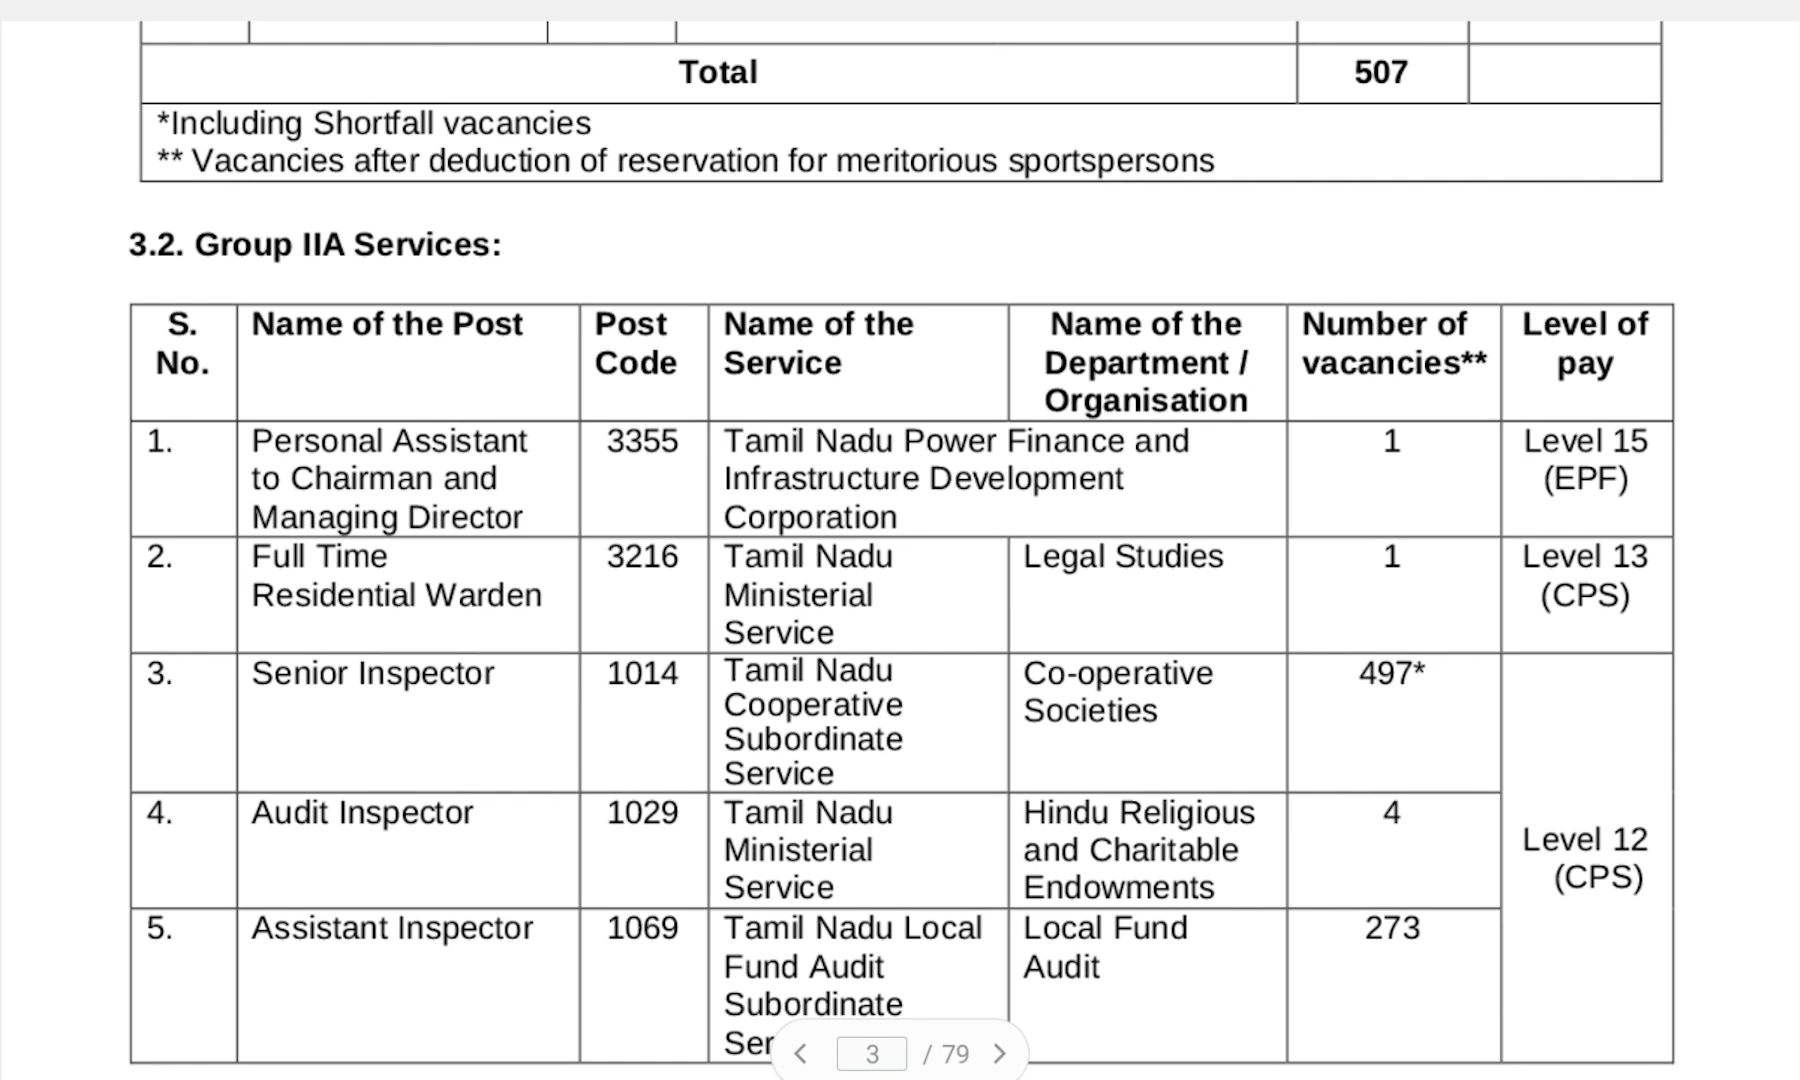 Total 507
*Including Shortfall vacancies
** Vacancies after deduction of reservation for meritorious sportspersons
3.2. Group IIA Services:
S. No. Name of the Post Post Code Name of the Service Name of the Department / Organisation Number of vacancies** Level of pay
1. Personal Assistant to Chairman and Managing Director 3355 Tamil Nadu Power Finance and Infrastructure Development Corporation 1 Level 15 (EPF)
2. Full Time Residential Warden 3216 Tamil Nadu Ministerial Service Legal Studies 1 Level 13 (CPS)
3. Senior Inspector 1014 Tamil Nadu Cooperative Subordinate Service Co-operative Societies 497* Level 12 (CPS)
4. Audit Inspector 1029 Tamil Nadu Ministerial Service Hindu Religious and Charitable Endowments 4
5. Assistant Inspector 1069 Tamil Nadu Local Fund Audit Subordinate Local Fund Audit 273
3 / 79